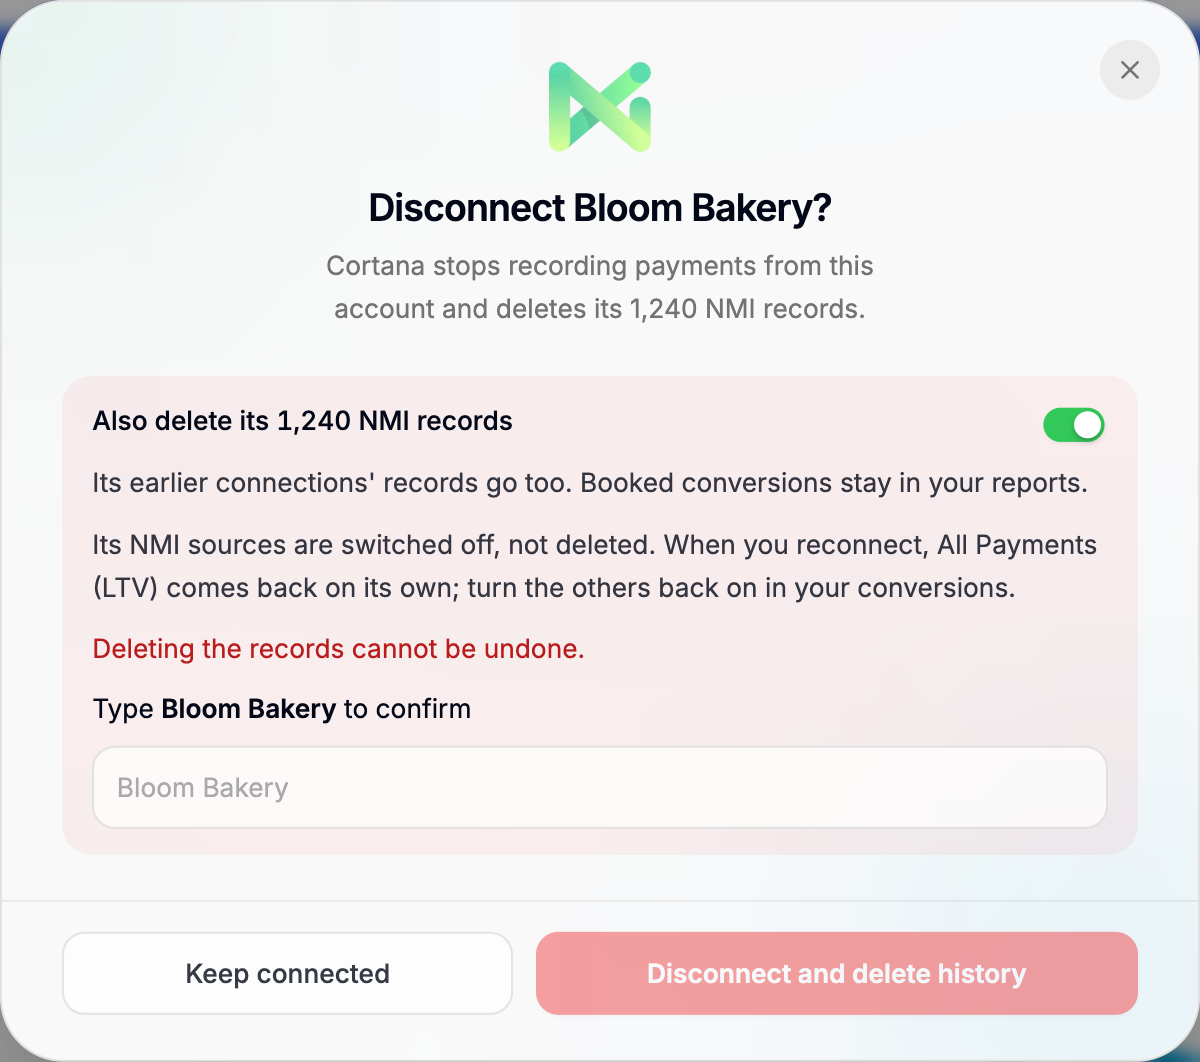 Disconnect Bloom Bakery?
Cortana stops recording payments from this
account and deletes its 1,240 NMI records.
Also delete its 1,240 NMI records
Its earlier connections' records go too. Booked conversions stay in your reports.
Its NMI sources are switched off, not deleted. When you reconnect, All Payments
(LTV) comes back on its own; turn the others back on in your conversions.
Deleting the records cannot be undone.
Type Bloom Bakery to confirm
Bloom Bakery
Keep connected
Disconnect and delete history